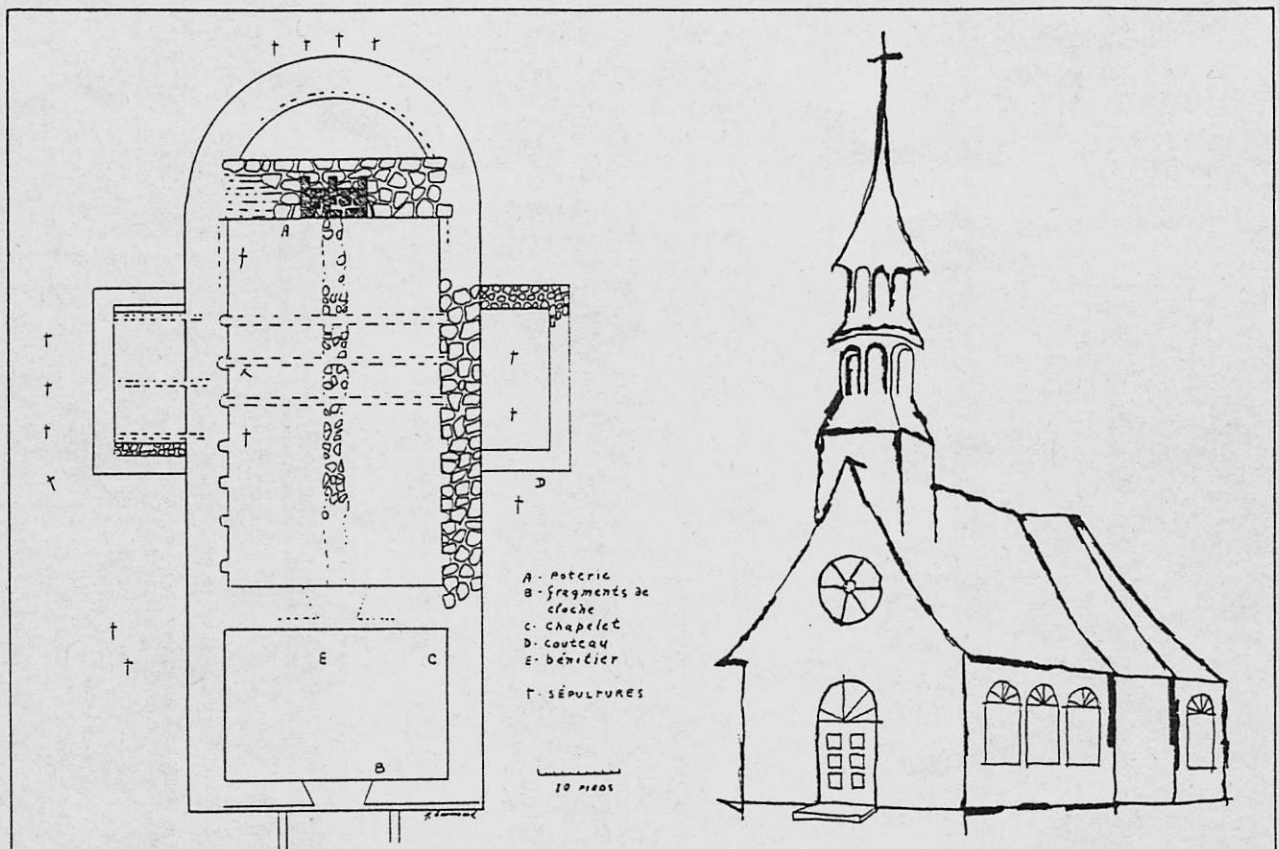 A
D
E
C
B
A - Poterie
B - fragments de
cloche
C - Chapelet
D - Couteau
E - bénitier
† - SÉPULTURES
10 PIEDS